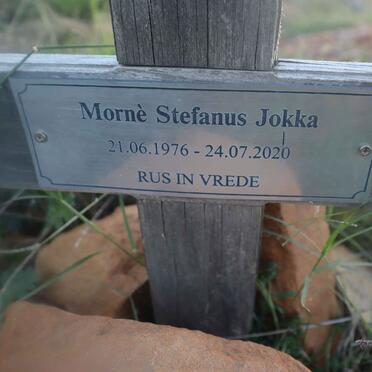 Mornè Stefanus Jokka
21.06.1976 - 24.07.2020
RUS IN VREDE